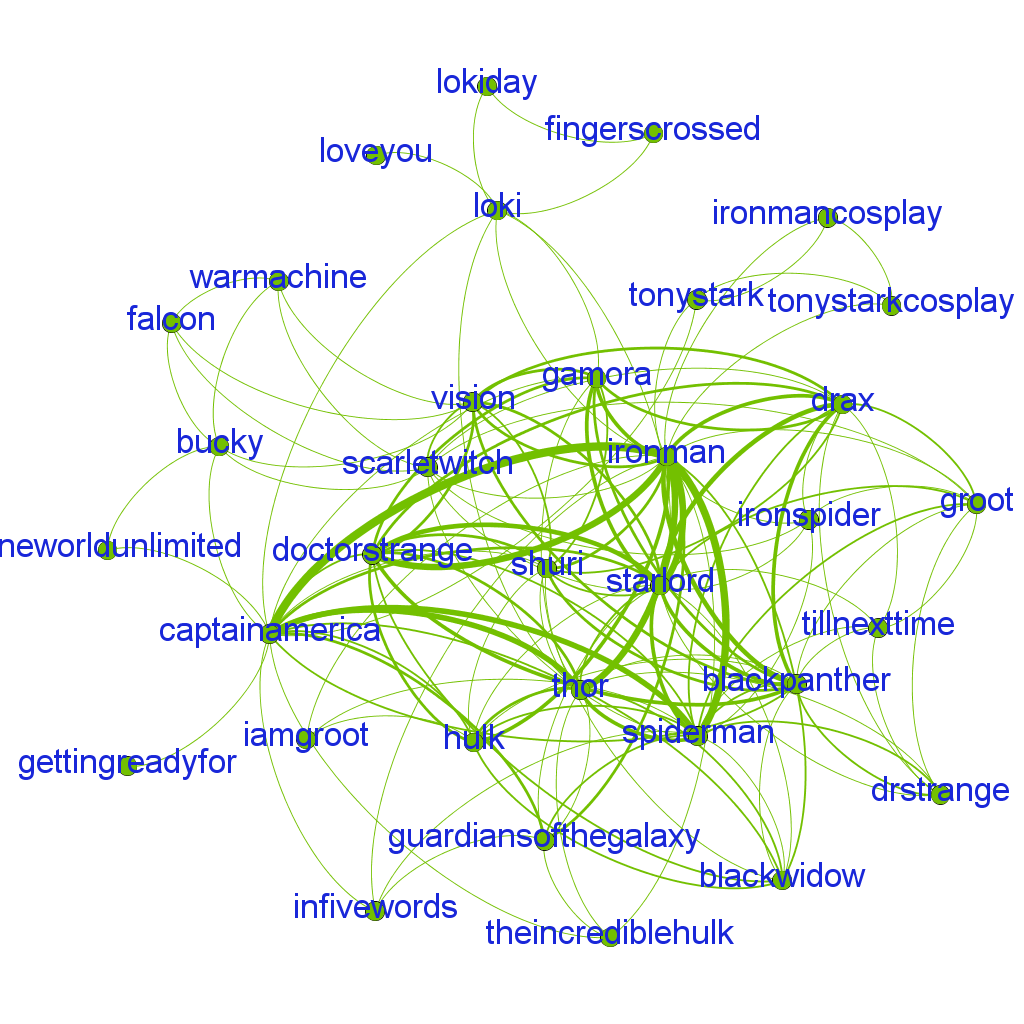 lokiday
fingerscrossed
loveyou
loki
ironmancosplay
warmachine
tonystark
tonystarkcosplay
falcon
gamora
vision
drax
bucky
scarletwitch
ironman
groot
ironspider
neworldunlimited
doctorstrange
shuri
starlord
captainamerica
tillnexttime
thor
blackpanther
iamgroot
hulk
spiderman
gettingreadyfor
drstrange
guardiansofthegalaxy
blackwidow
infivewords
theincrediblehulk